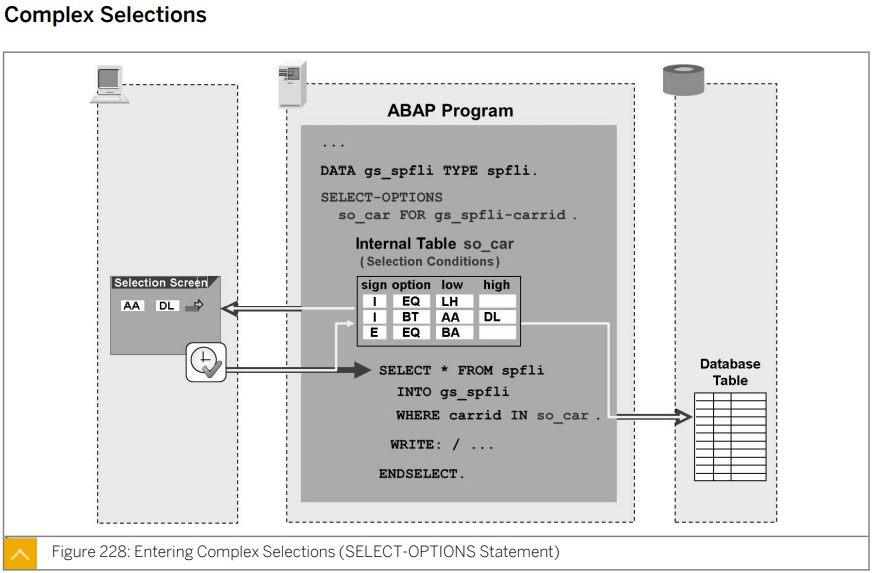 Complex Selections
ABAP Program
...
DATA gs_spfli TYPE spfli.
SELECT-OPTIONS
so_car FOR gs_spfli-carrid .
Internal Table so_car
(Selection Conditions)
sign option low high
I EQ LH
I BT AA DL
E EQ BA
Selection Screen
AA DL
SELECT * FROM spfli
INTO gs_spfli
WHERE carrid IN so_car .
WRITE: / ...
ENDSELECT.
Database
Table
Figure 228: Entering Complex Selections (SELECT-OPTIONS Statement)